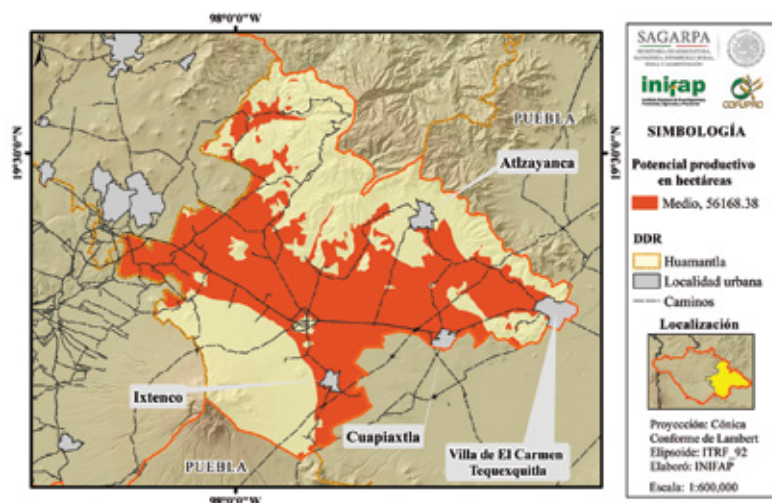 98°0'0"W
19°30'0"N
PUEBLA
Atlzayanca
19°30'0"N
Ixtenco
Cuapiaxtla
Villa de El Carmen
Tequexquitla
PUEBLA
98°0'0"W
SAGARPA
inifap
COFUPRO
SIMBOLOGÍA
Potencial productivo
en hectáreas
Medio, 56168.38
DDR
Huamantla
Localidad urbana
Caminos
Localización
Proyección: Cónica
Conforme de Lambert
Elipsoide: ITRF_92
Elaboró: INIFAP
Escala: 1:600,000